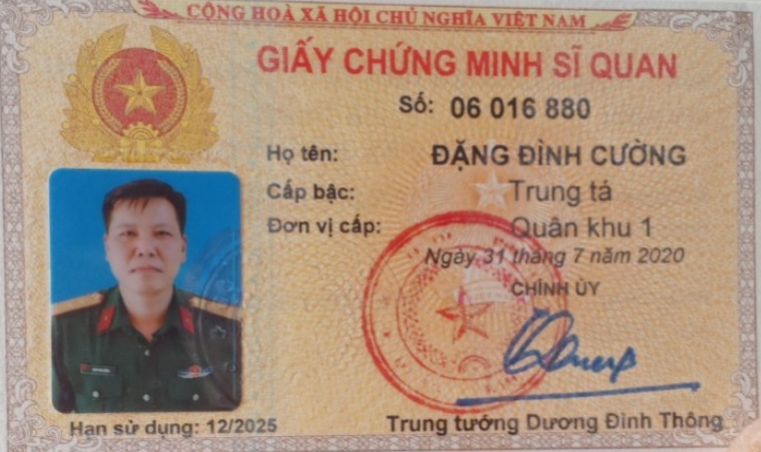 CỘNG HOÀ XÃ HỘI CHỦ NGHĨA VIỆT NAM
GIẤY CHỨNG MINH SĨ QUAN
Số: 06 016 880
Họ tên: ĐẶNG ĐÌNH CƯỜNG
Cấp bậc: Trung tá
Đơn vị cấp: Quân khu 1
Ngày 31 tháng 7 năm 2020
CHÍNH ỦY
Hạn sử dụng: 12/2025
Trung tướng Dương Đình Thông